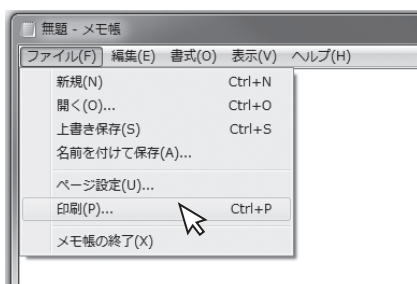 無題 - メモ帳
ファイル(F) 編集(E) 書式(O) 表示(V) ヘルプ(H)
新規(N) Ctrl+N
開く(O)... Ctrl+O
上書き保存(S) Ctrl+S
名前を付けて保存(A)...
ページ設定(U)...
印刷(P)... Ctrl+P
メモ帳の終了(X)